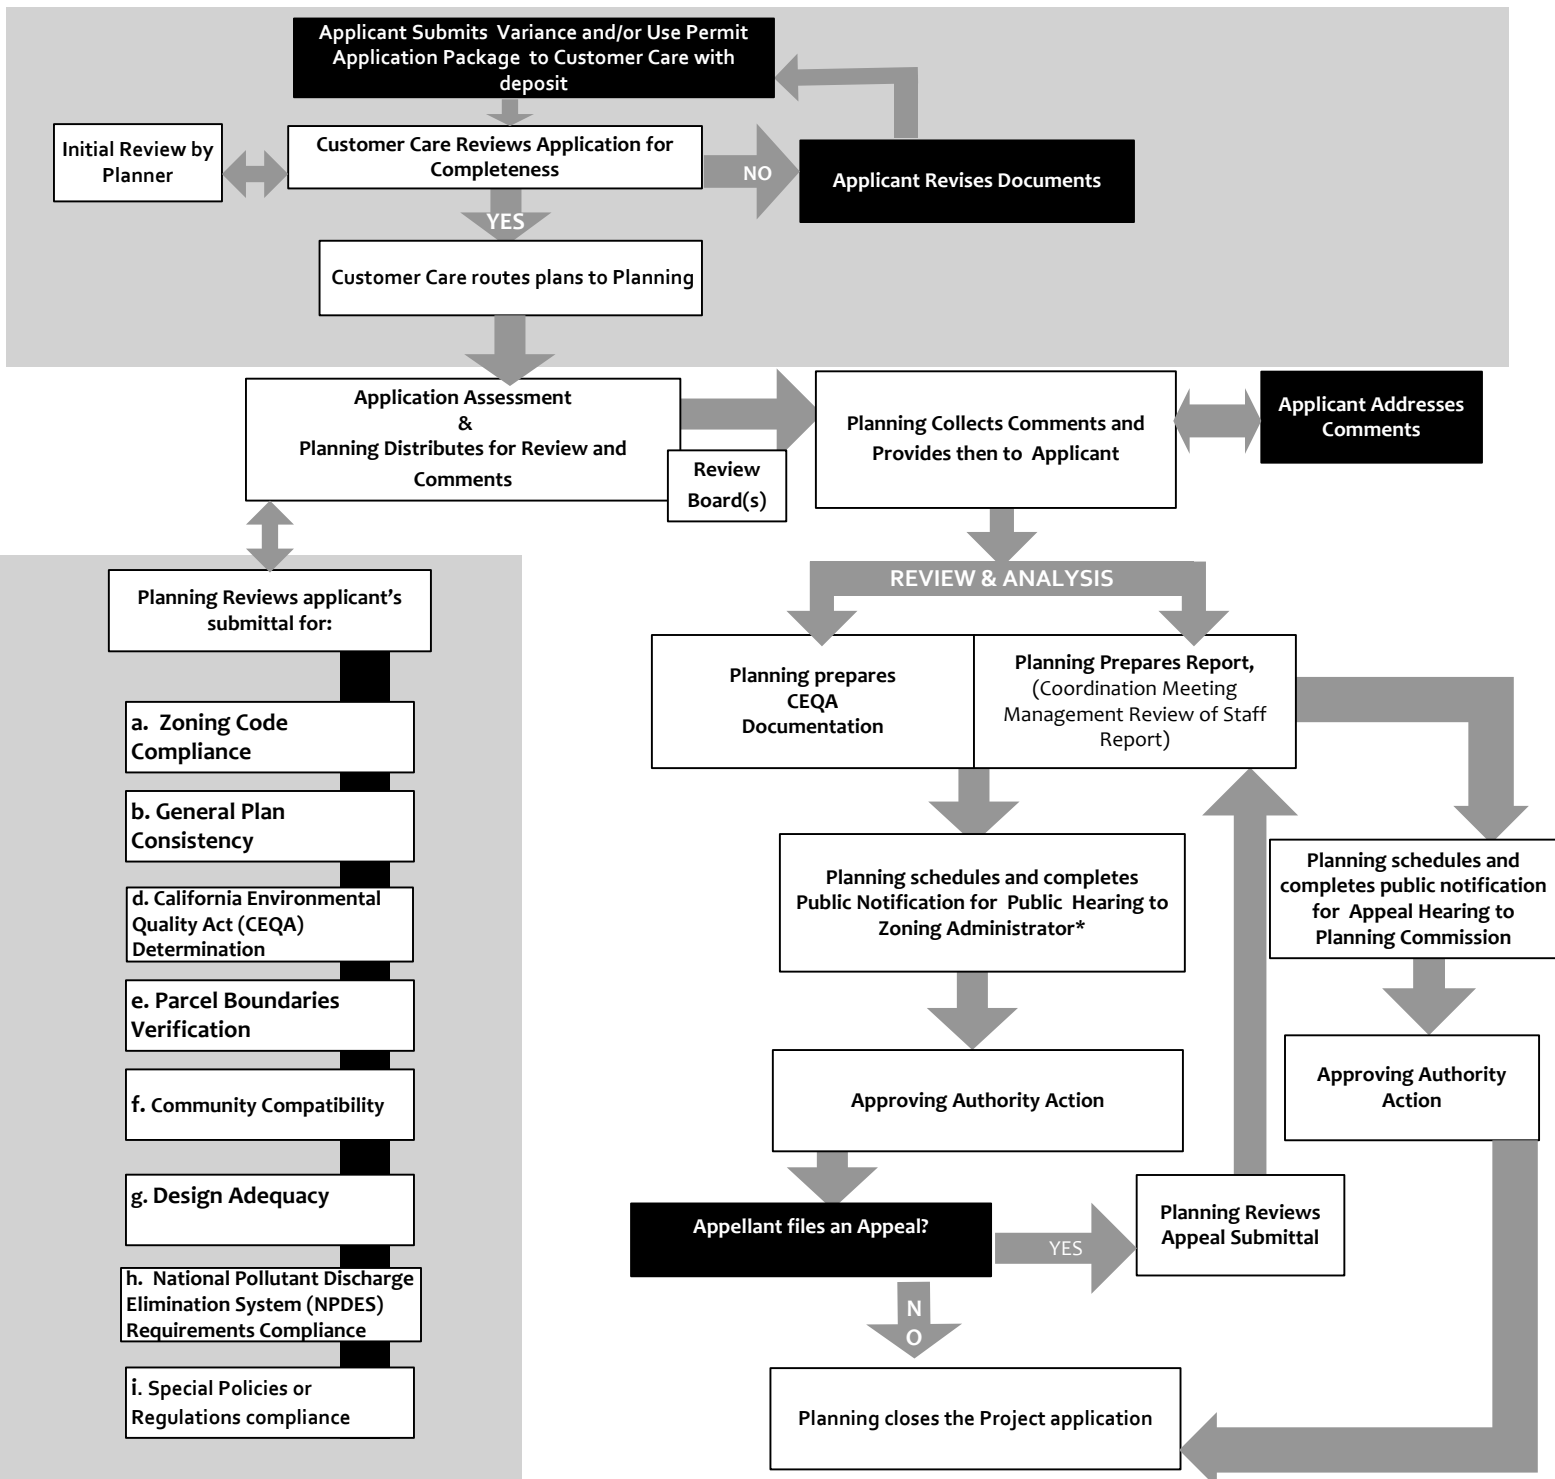 Applicant Submits Variance and/or Use Permit
Application Package to Customer Care with
deposit
Initial Review by
Planner
Customer Care Reviews Application for
Completeness
NO
Applicant Revises Documents
YES
Customer Care routes plans to Planning
Application Assessment
&
Planning Distributes for Review and
Comments
Review
Board(s)
Planning Collects Comments and
Provides then to Applicant
Applicant Addresses
Comments
REVIEW & ANALYSIS
Planning Reviews applicant's
submittal for:
a. Zoning Code
Compliance
b. General Plan
Consistency
d. California Environmental
Quality Act (CEQA)
Determination
e. Parcel Boundaries
Verification
f. Community Compatibility
g. Design Adequacy
h. National Pollutant Discharge
Elimination System (NPDES)
Requirements Compliance
i. Special Policies or
Regulations compliance
Planning prepares
CEQA
Documentation
Planning Prepares Report,
(Coordination Meeting
Management Review of Staff
Report)
Planning schedules and completes
Public Notification for Public Hearing to
Zoning Administrator*
Planning schedules and
completes public notification
for Appeal Hearing to
Planning Commission
Approving Authority Action
Approving Authority
Action
Appellant files an Appeal?
YES
Planning Reviews
Appeal Submittal
N
O
Planning closes the Project application